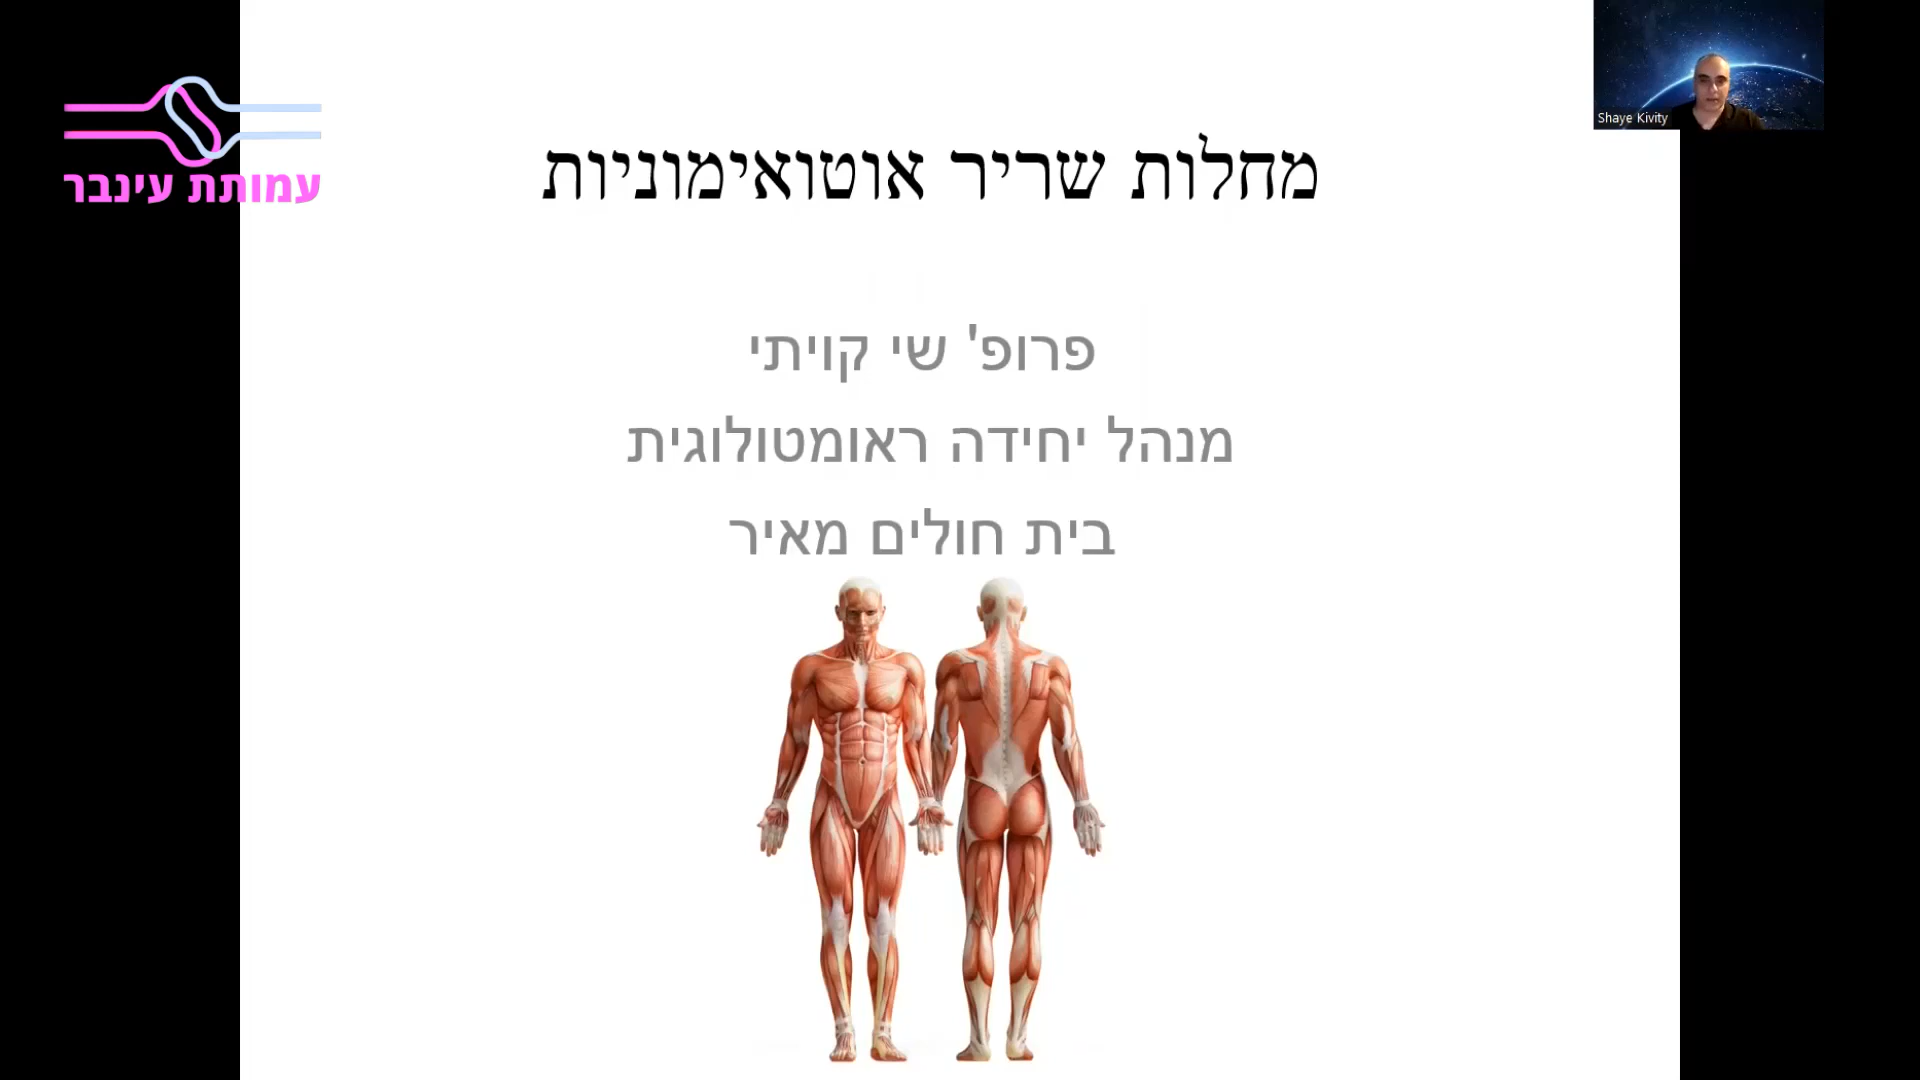 עמותת עינבר
Shaye Kivity
מחלות שריר אוטואימוניות
פרופ' שי קויתי
מנהל יחידה ראומטולוגית
בית חולים מאיר